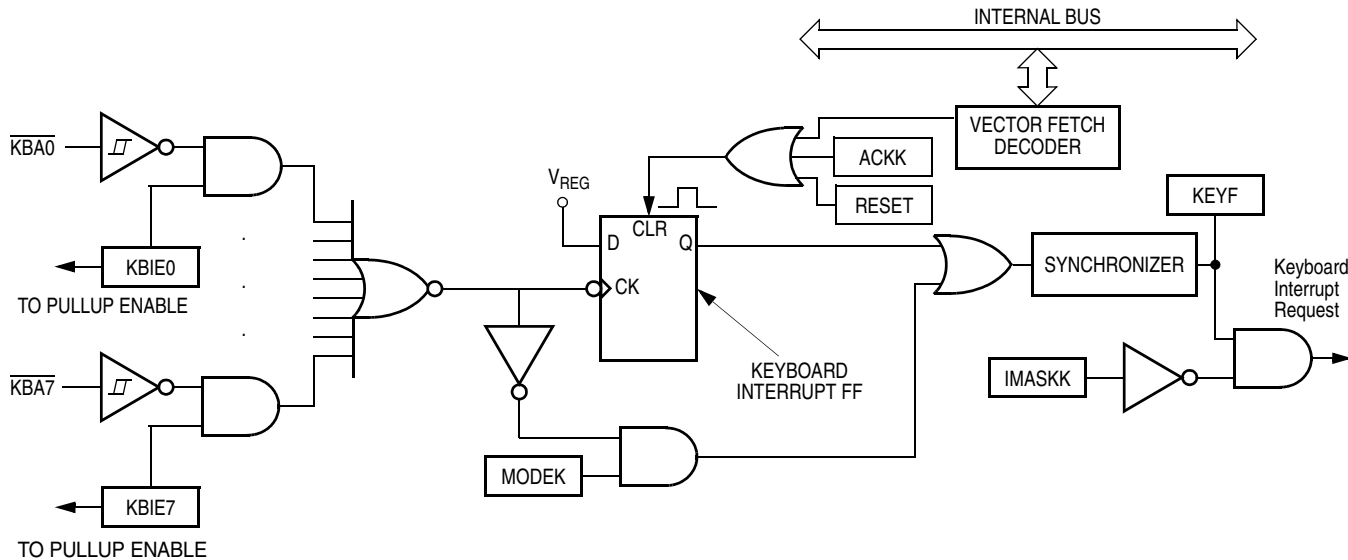 INTERNAL BUS
VECTOR FETCH
DECODER
KBA0
ACKK
VREG
RESET
KEYF
CLR
D
Q
KBIE0
SYNCHRONIZER
CK
TO PULLUP ENABLE
Keyboard
Interrupt
Request
KBA7
KEYBOARD
INTERRUPT FF
IMASKK
MODEK
KBIE7
TO PULLUP ENABLE